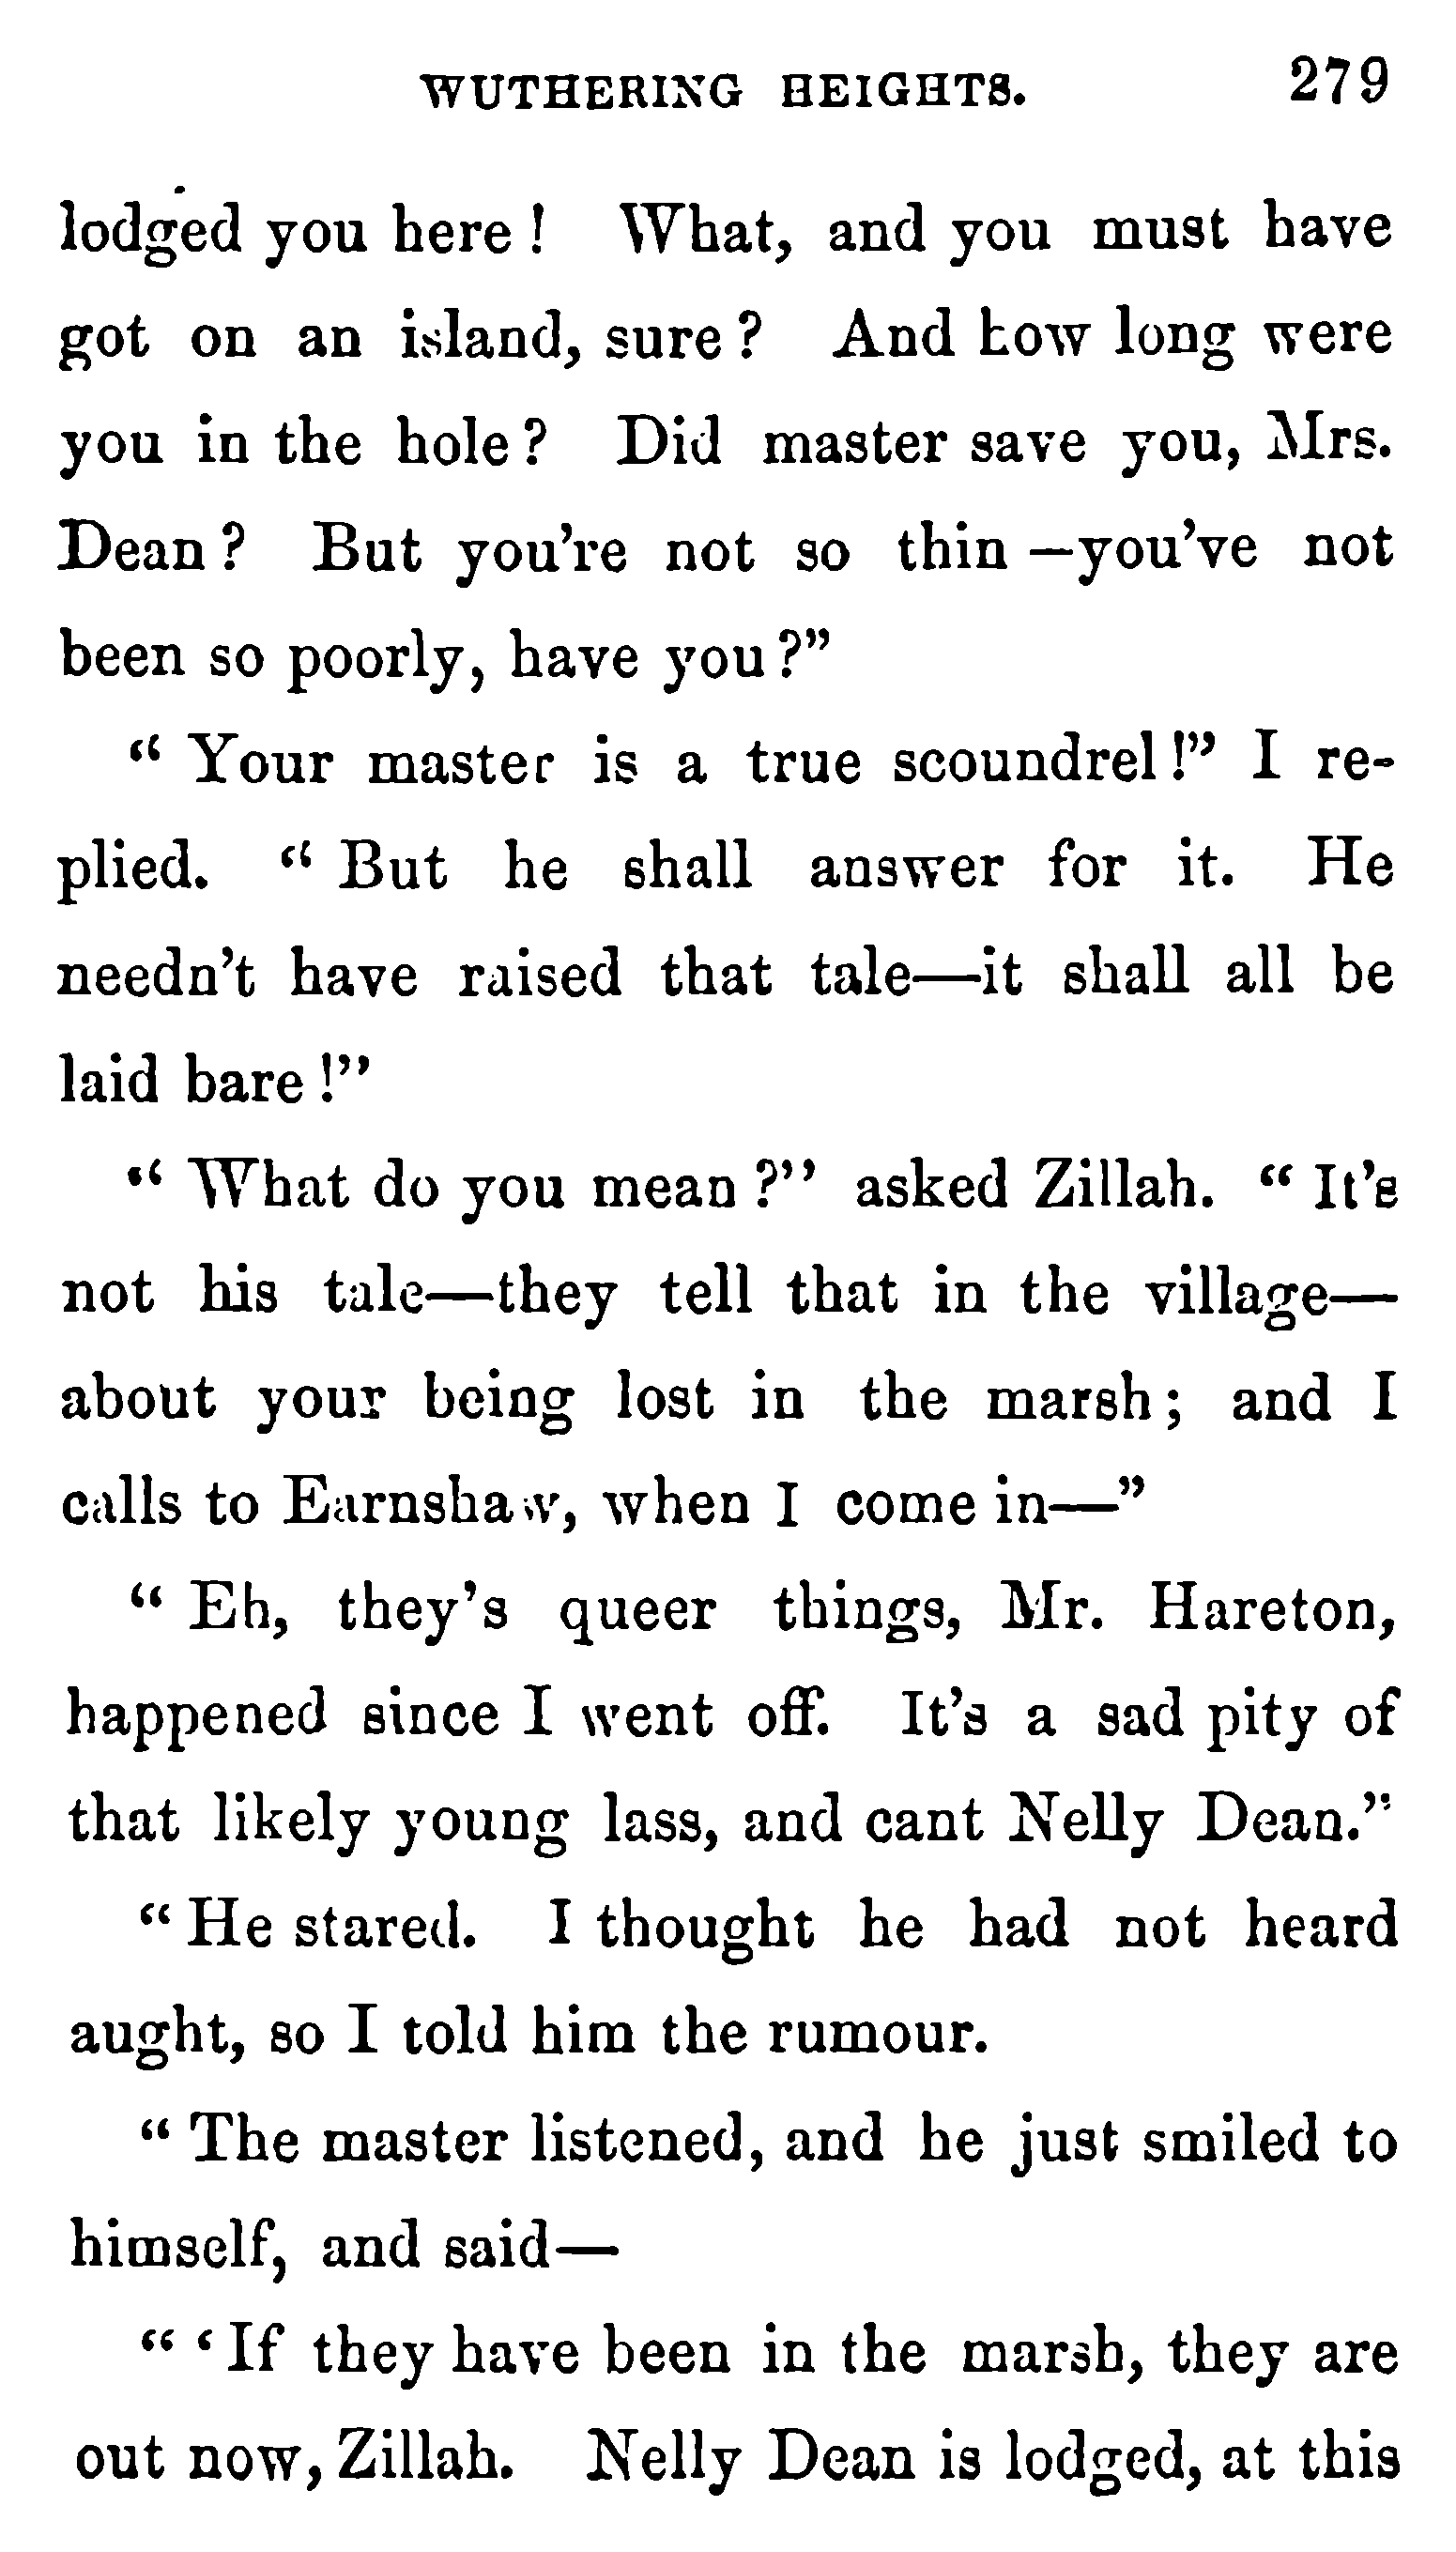 WUTHERING HEIGHTS. 279
lodged you here! What, and you must have
got on an island, sure? And how long were
you in the hole? Did master save you, Mrs.
Dean? But you're not so thin—you've not
been so poorly, have you?”
“Your master is a true scoundrel!” I re-
plied. “But he shall answer for it. He
needn't have raised that tale—it shall all be
laid bare!”
“What do you mean?” asked Zillah. “It's
not his tale—they tell that in the village—
about your being lost in the marsh; and I
calls to Earnshaw, when I come in—”
“Eh, they's queer things, Mr. Hareton,
happened since I went off. It's a sad pity of
that likely young lass, and cant Nelly Dean.”
“He stared. I thought he had not heard
aught, so I told him the rumour.
“The master listened, and he just smiled to
himself, and said—
“‘If they have been in the marsh, they are
out now, Zillah. Nelly Dean is lodged, at this